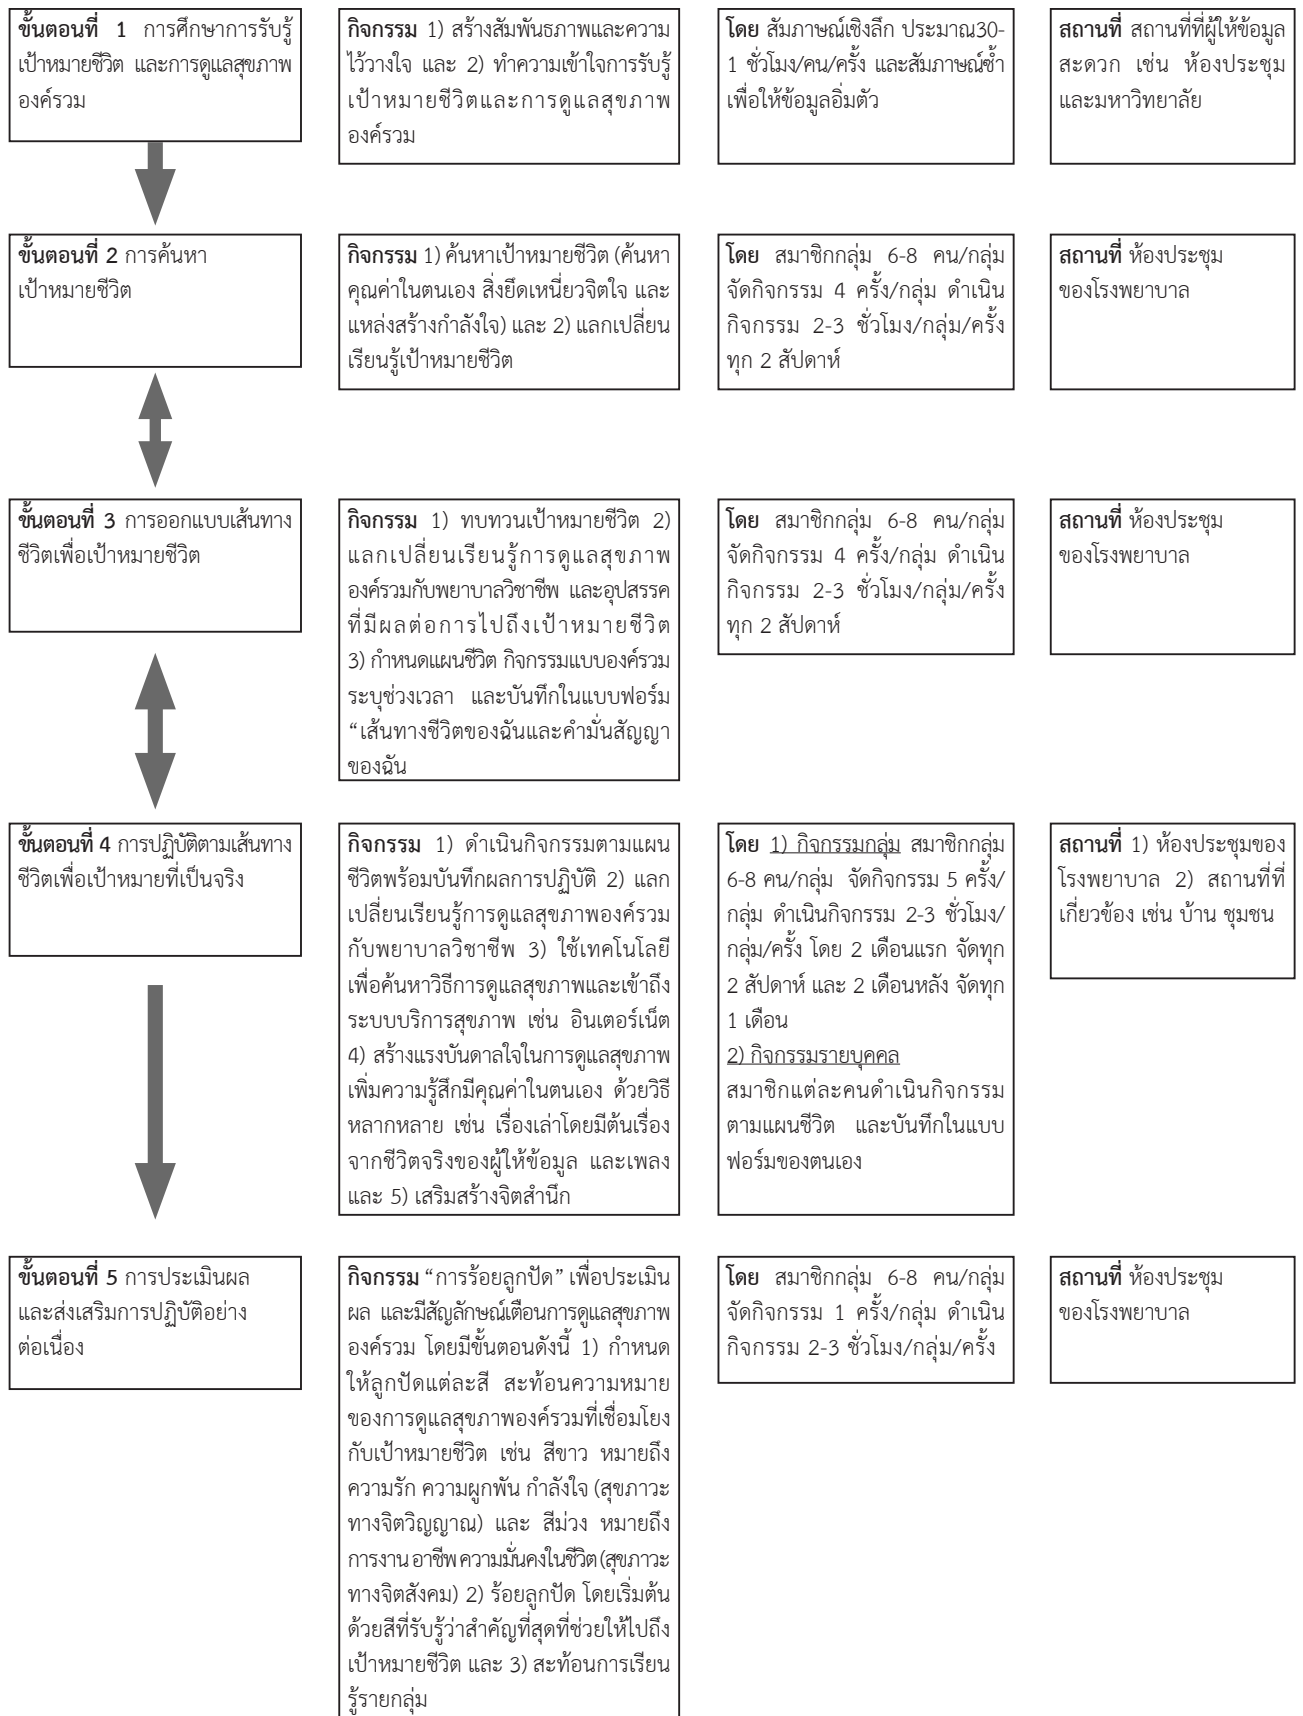 ขั้นตอนที่ 1 การศึกษาการรับรู้
เป้าหมายชีวิต และการดูแลสุขภาพ
องค์รวม
กิจกรรม 1) สร้างสัมพันธภาพและความ
ไว้วางใจ และ 2) ทำความเข้าใจการรับรู้
เป้าหมายชีวิตและการดูแลสุขภาพ
องค์รวม
โดย สัมภาษณ์เชิงลึก ประมาณ30-
1 ชั่วโมง/คน/ครั้ง และสัมภาษณ์ซ้ำ
เพื่อให้ข้อมูลอิ่มตัว
สถานที่ สถานที่ที่ผู้ให้ข้อมูล
สะดวก เช่น ห้องประชุม
และมหาวิทยาลัย
ขั้นตอนที่ 2 การค้นหา
เป้าหมายชีวิต
กิจกรรม 1) ค้นหาเป้าหมายชีวิต (ค้นหา
คุณค่าในตนเอง สิ่งยึดเหนี่ยวจิตใจ และ
แหล่งสร้างกำลังใจ) และ 2) แลกเปลี่ยน
เรียนรู้เป้าหมายชีวิต
โดย สมาชิกกลุ่ม 6-8 คน/กลุ่ม
จัดกิจกรรม 4 ครั้ง/กลุ่ม ดำเนิน
กิจกรรม 2-3 ชั่วโมง/กลุ่ม/ครั้ง
ทุก 2 สัปดาห์
สถานที่ ห้องประชุม
ของโรงพยาบาล
ขั้นตอนที่ 3 การออกแบบเส้นทาง
ชีวิตเพื่อเป้าหมายชีวิต
กิจกรรม 1) ทบทวนเป้าหมายชีวิต 2)
แลกเปลี่ยนเรียนรู้การดูแลสุขภาพ
องค์รวมกับพยาบาลวิชาชีพ และอุปสรรค
ที่มีผลต่อการไปถึงเป้าหมายชีวิต
3) กำหนดแผนชีวิต กิจกรรมแบบองค์รวม
ระบุช่วงเวลา และบันทึกในแบบฟอร์ม
“เส้นทางชีวิตของฉันและคำมั่นสัญญา
ของฉัน
โดย สมาชิกกลุ่ม 6-8 คน/กลุ่ม
จัดกิจกรรม 4 ครั้ง/กลุ่ม ดำเนิน
กิจกรรม 2-3 ชั่วโมง/กลุ่ม/ครั้ง
ทุก 2 สัปดาห์
สถานที่ ห้องประชุม
ของโรงพยาบาล
ขั้นตอนที่ 4 การปฏิบัติตามเส้นทาง
ชีวิตเพื่อเป้าหมายที่เป็นจริง
กิจกรรม 1) ดำเนินกิจกรรมตามแผน
ชีวิตพร้อมบันทึกผลการปฏิบัติ 2) แลก
เปลี่ยนเรียนรู้การดูแลสุขภาพองค์รวม
กับพยาบาลวิชาชีพ 3) ใช้เทคโนโลยี
เพื่อค้นหาวิธีการดูแลสุขภาพและเข้าถึง
ระบบบริการสุขภาพ เช่น อินเตอร์เน็ต
4) สร้างแรงบันดาลใจในการดูแลสุขภาพ
เพิ่มความรู้สึกมีคุณค่าในตนเอง ด้วยวิธี
หลากหลาย เช่น เรื่องเล่าโดยมีต้นเรื่อง
จากชีวิตจริงของผู้ให้ข้อมูล และเพลง
และ 5) เสริมสร้างจิตสำนึก
โดย 1) กิจกรรมกลุ่ม สมาชิกกลุ่ม
6-8 คน/กลุ่ม จัดกิจกรรม 5 ครั้ง/
กลุ่ม ดำเนินกิจกรรม 2-3 ชั่วโมง/
กลุ่ม/ครั้ง โดย 2 เดือนแรก จัดทุก
2 สัปดาห์ และ 2 เดือนหลัง จัดทุก
1 เดือน
2) กิจกรรมรายบุคคล
สมาชิกแต่ละคนดำเนินกิจกรรม
ตามแผนชีวิต และบันทึกในแบบ
ฟอร์มของตนเอง
สถานที่ 1) ห้องประชุมของ
โรงพยาบาล 2) สถานที่ที่
เกี่ยวข้อง เช่น บ้าน ชุมชน
ขั้นตอนที่ 5 การประเมินผล
และส่งเสริมการปฏิบัติอย่าง
ต่อเนื่อง
กิจกรรม “การร้อยลูกปัด” เพื่อประเมิน
ผล และมีสัญลักษณ์เตือนการดูแลสุขภาพ
องค์รวม โดยมีขั้นตอนดังนี้ 1) กำหนด
ให้ลูกปัดแต่ละสี สะท้อนความหมาย
ของการดูแลสุขภาพองค์รวมที่เชื่อมโยง
กับเป้าหมายชีวิต เช่น สีขาว หมายถึง
ความรัก ความผูกพัน กำลังใจ (สุขภาวะ
ทางจิตวิญญาณ) และ สีม่วง หมายถึง
การงาน อาชีพ ความมั่นคงในชีวิต (สุขภาวะ
ทางจิตสังคม) 2) ร้อยลูกปัด โดยเริ่มต้น
ด้วยสีที่รับรู้ว่าสำคัญที่สุดที่ช่วยให้ไปถึง
เป้าหมายชีวิต และ 3) สะท้อนการเรียน
รู้รายกลุ่ม
โดย สมาชิกกลุ่ม 6-8 คน/กลุ่ม
จัดกิจกรรม 1 ครั้ง/กลุ่ม ดำเนิน
กิจกรรม 2-3 ชั่วโมง/กลุ่ม/ครั้ง
สถานที่ ห้องประชุม
ของโรงพยาบาล